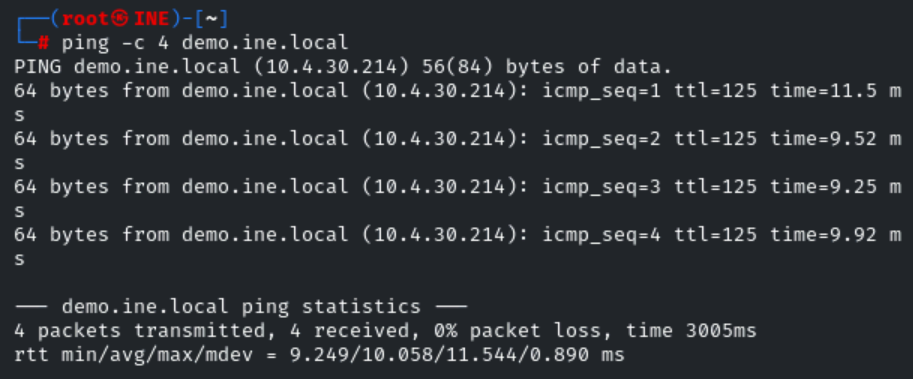 ┌──(root㉿INE)-[~]
└─# ping -c 4 demo.ine.local
PING demo.ine.local (10.4.30.214) 56(84) bytes of data.
64 bytes from demo.ine.local (10.4.30.214): icmp_seq=1 ttl=125 time=11.5 m
s
64 bytes from demo.ine.local (10.4.30.214): icmp_seq=2 ttl=125 time=9.52 m
s
64 bytes from demo.ine.local (10.4.30.214): icmp_seq=3 ttl=125 time=9.25 m
s
64 bytes from demo.ine.local (10.4.30.214): icmp_seq=4 ttl=125 time=9.92 m
s
--- demo.ine.local ping statistics ---
4 packets transmitted, 4 received, 0% packet loss, time 3005ms
rtt min/avg/max/mdev = 9.249/10.058/11.544/0.890 ms